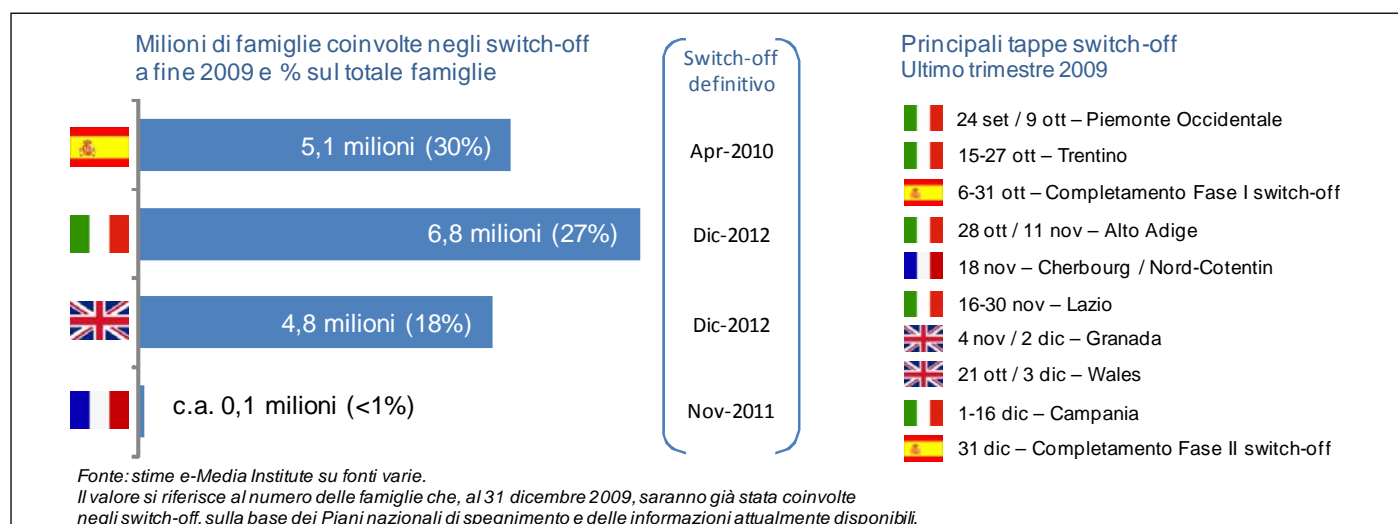 Milioni di famiglie coinvolte negli switch-off
a fine 2009 e % sul totale famiglie
5,1 milioni (30%)
6,8 milioni (27%)
4,8 milioni (18%)
c.a. 0,1 milioni (<1%)
Switch-off
definitivo
Apr-2010
Dic-2012
Dic-2012
Nov-2011
Principali tappe switch-off
Ultimo trimestre 2009
24 set / 9 ott – Piemonte Occidentale
15-27 ott – Trentino
6-31 ott – Completamento Fase I switch-off
28 ott / 11 nov – Alto Adige
18 nov – Cherbourg / Nord-Cotentin
16-30 nov – Lazio
4 nov / 2 dic – Granada
21 ott / 3 dic – Wales
1-16 dic – Campania
31 dic – Completamento Fase II switch-off
Fonte: stime e-Media Institute su fonti varie.
Il valore si riferisce al numero delle famiglie che, al 31 dicembre 2009, saranno già stata coinvolte
negli switch-off, sulla base dei Piani nazionali di spegnimento e delle informazioni attualmente disponibili.